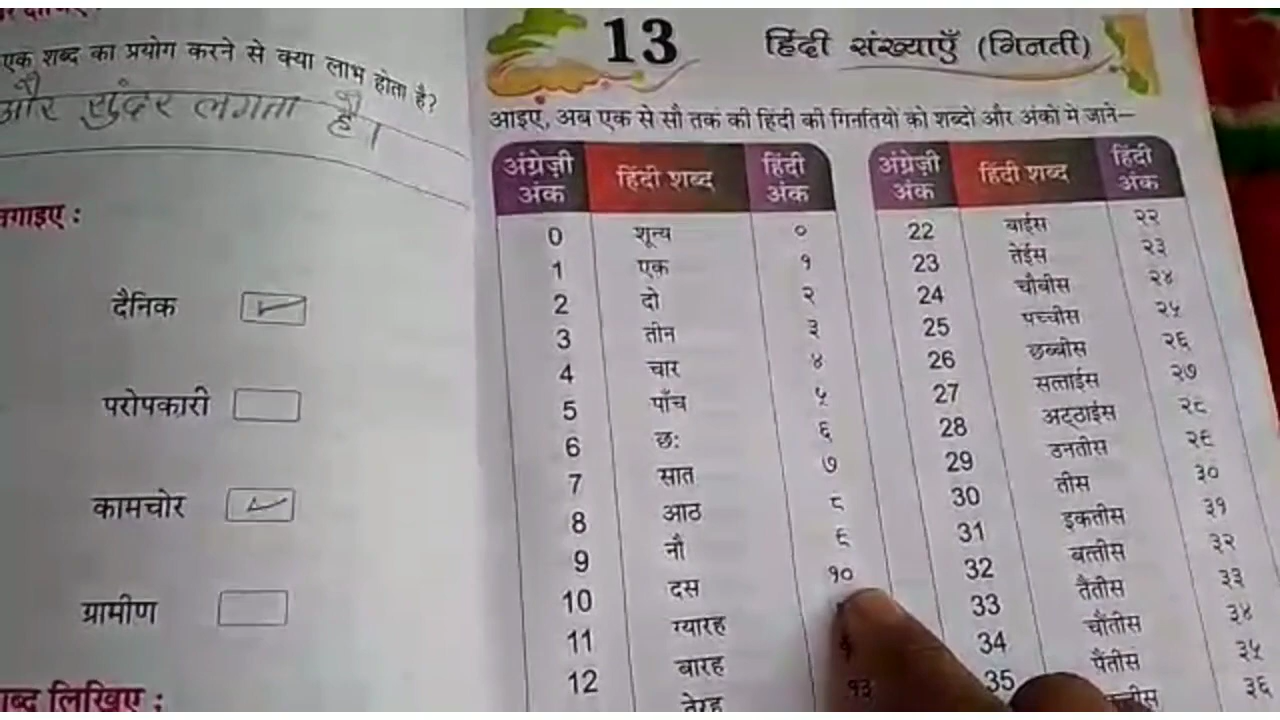 एक शब्द का प्रयोग करने से क्या लाभ होता है?
और सुंदर लगता है।
दैनिक
परोपकारी
कामचोर
ग्रामीण
लिखिए :
13 हिंदी संख्याएँ (गिनती)
आइए, अब एक से सौ तक की हिंदी की गिनतियों को शब्दों और अंकों में जाने—
अंग्रेज़ी अंक हिंदी शब्द हिंदी अंक
0 शून्य ०
1 एक १
2 दो २
3 तीन ३
4 चार ४
5 पाँच ५
6 छः ६
7 सात ७
8 आठ ८
9 नौ ९
10 दस १०
11 ग्यारह
12 बारह
तेरह १३
अंग्रेज़ी अंक हिंदी शब्द हिंदी अंक
22 बाईस २२
23 तेईस २३
24 चौबीस २४
25 पच्चीस २५
26 छब्बीस २६
27 सत्ताईस २७
28 अट्ठाईस २८
29 उनतीस २९
30 तीस ३०
31 इकतीस ३१
32 बत्तीस ३२
33 तैंतीस ३३
34 चौंतीस ३४
35 पैंतीस ३५
३६